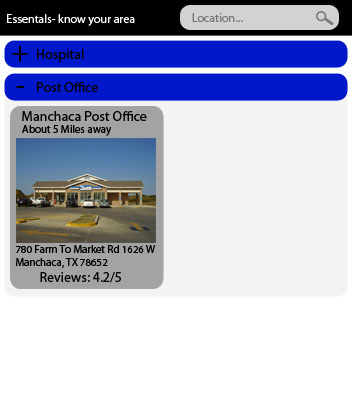 Essentals- know your area
Location...
+ Hospital
- Post Office
Manchaca Post Office
About 5 Miles away
780 Farm To Market Rd 1626 W
Manchaca, TX 78652
Reviews: 4.2/5